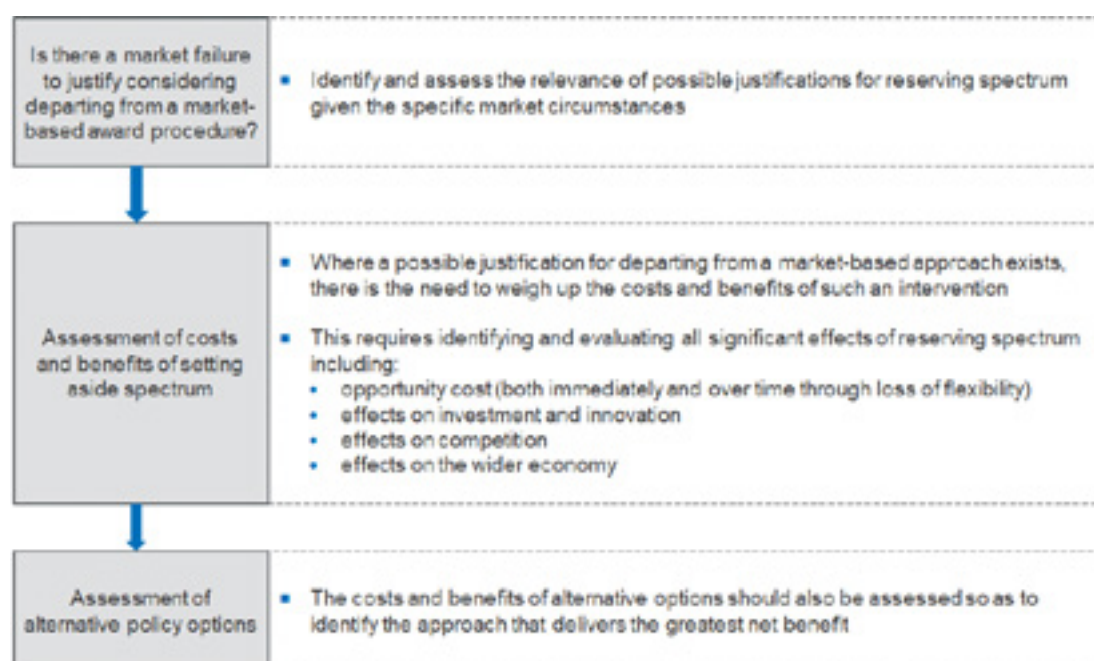 Is there a market failure
to justify considering
departing from a market-
based award procedure?
■ Identify and assess the relevance of possible justifications for reserving spectrum
given the specific market circumstances
Assessment of costs
and benefits of setting
aside spectrum
■ Where a possible justification for departing from a market-based approach exists,
there is the need to weigh up the costs and benefits of such an intervention
■ This requires identifying and evaluating all significant effects of reserving spectrum
including:
• opportunity cost (both immediately and over time through loss of flexibility)
• effects on investment and innovation
• effects on competition
• effects on the wider economy
Assessment of
alternative policy options
■ The costs and benefits of alternative options should also be assessed so as to
identify the approach that delivers the greatest net benefit